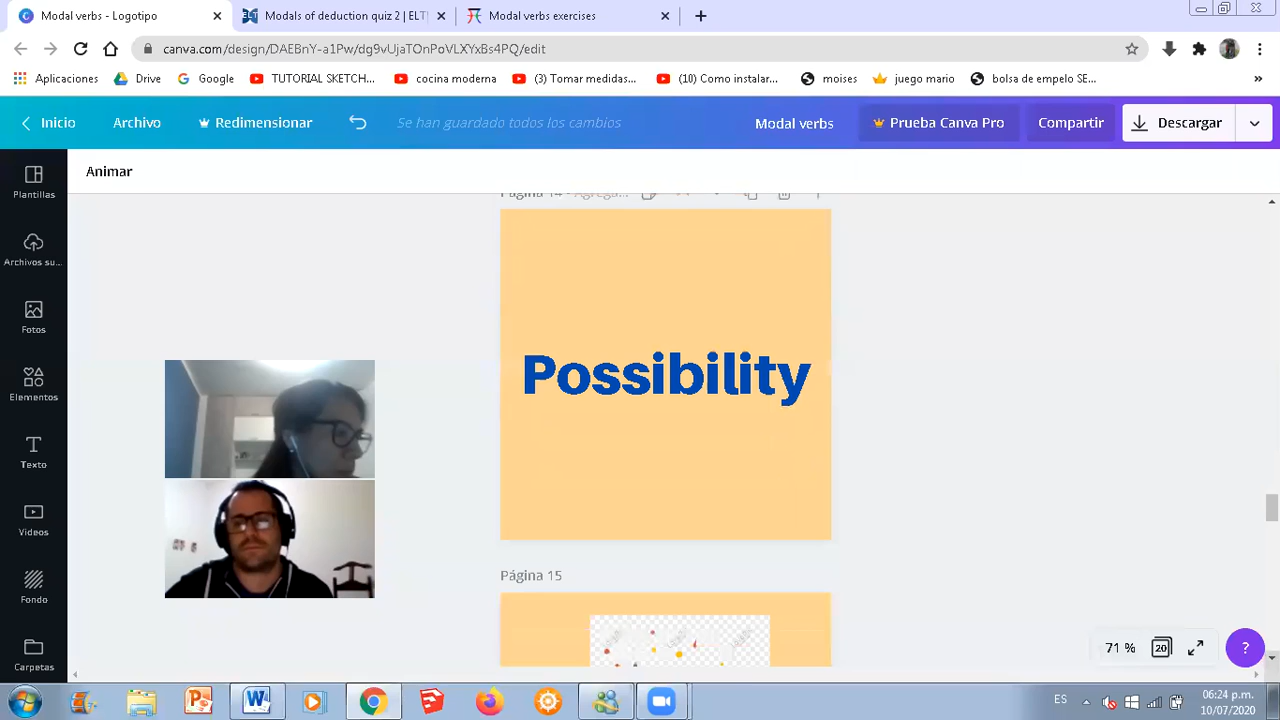 Modal verbs - Logotipo
Modals of deduction quiz 2 | ELT
Modal verbs exercises
canva.com/design/DAEBnY-a1Pw/dg9vUjaTOnPoVLXYxBs4PQ/edit
Aplicaciones
Drive
Google
TUTORIAL SKETCH...
cocina moderna
(3) Tomar medidas...
(10) Como instalar...
moises
juego mario
bolsa de empelo SE...
Inicio
Archivo
Redimensionar
Se han guardado todos los cambios
Modal verbs
Prueba Canva Pro
Compartir
Descargar
Plantillas
Archivos su...
Fotos
Elementos
Texto
Videos
Fondo
Carpetas
Animar
Página 14 - Agrega...
Possibility
Página 15
71 %
20
?
ES
06:24 p.m.
10/07/2020